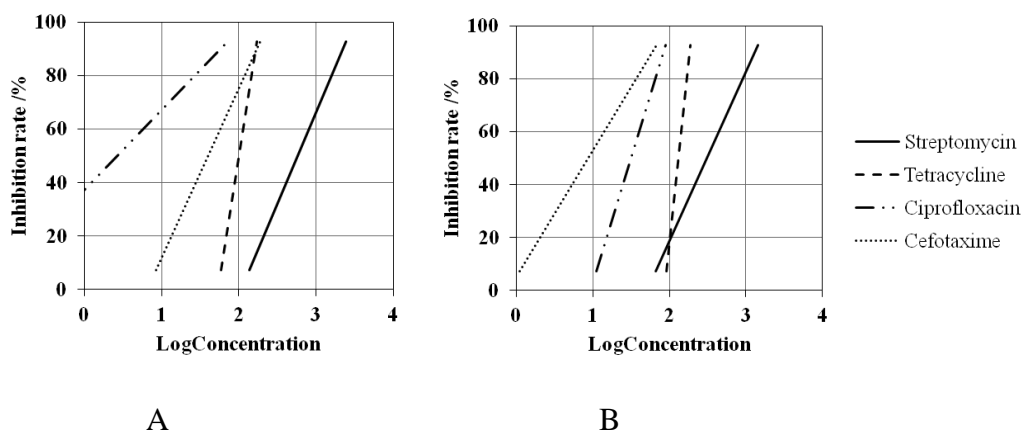 100
80
60
40
20
0
Inhibition rate /%
0 1 2 3 4
LogConcentration
A
100
80
60
40
20
0
Inhibition rate /%
0 1 2 3 4
LogConcentration
B
Streptomycin
Tetracycline
Ciprofloxacin
Cefotaxime